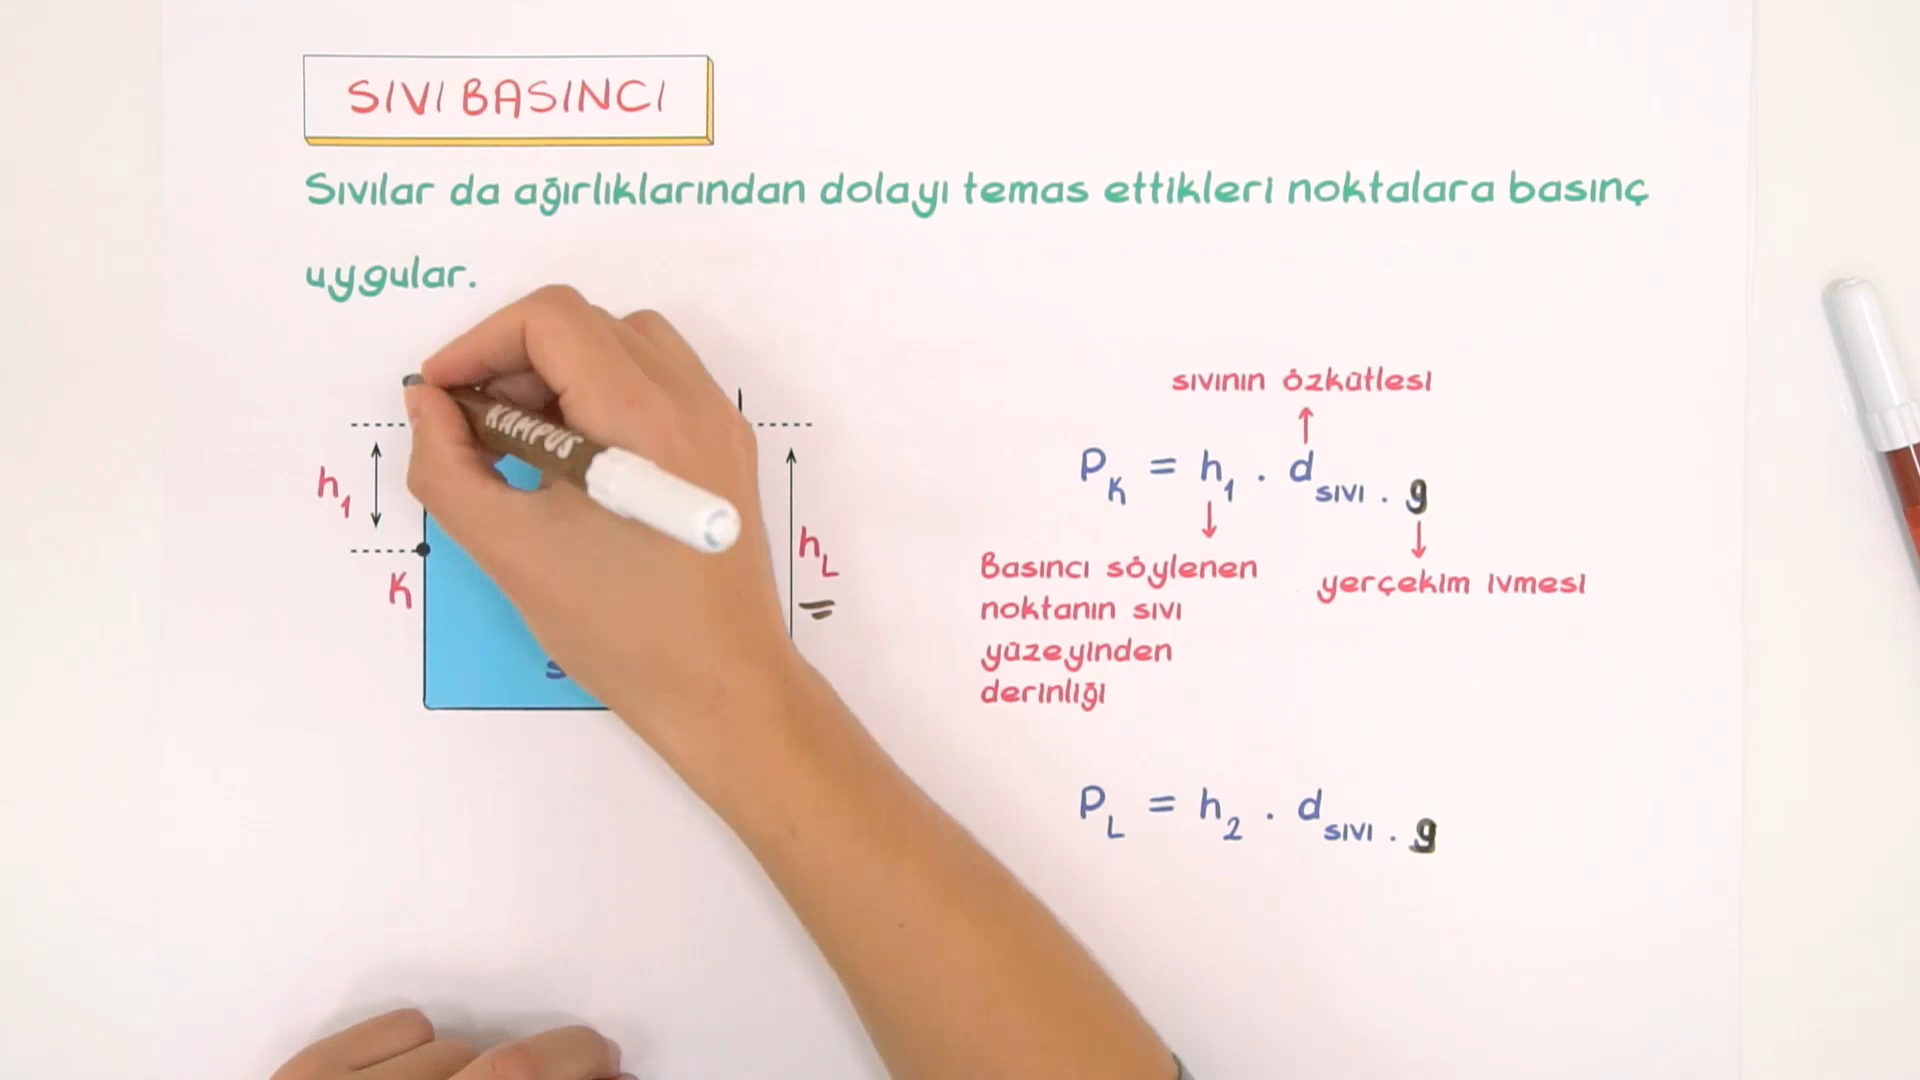 SIVI BASINCI
Sıvılar da ağırlıklarından dolayı temas ettikleri noktalara basınç
uygular.
KAMPUS
h1
K
hL
sıvının özkütlesi
PK = h1 . dsıvı . g
Basıncı söylenen
noktanın sıvı
yüzeyinden
derinliği
yerçekim ivmesi
PL = h2 . dsıvı . g